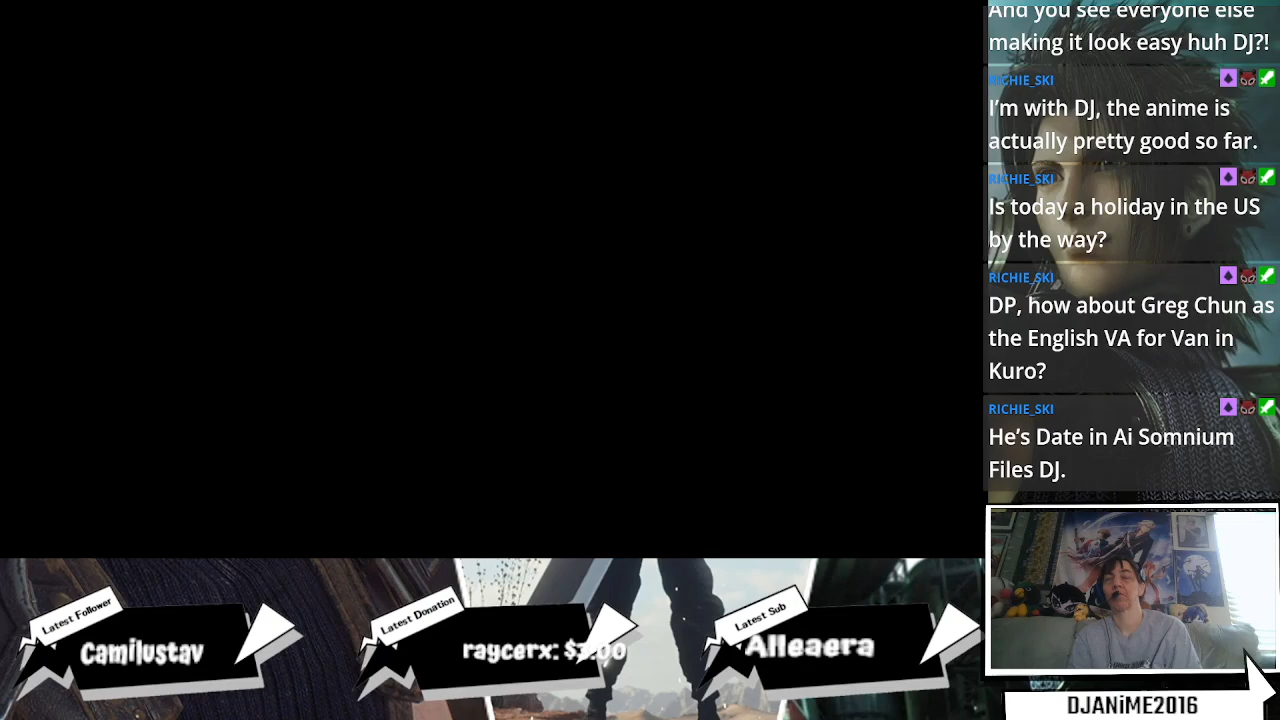 And you see everyone else
making it look easy huh DJ?!
RICHIE_SKI
I'm with DJ, the anime is
actually pretty good so far.
RICHIE_SKI
Is today a holiday in the US
by the way?
RICHIE_SKI
DP, how about Greg Chun as
the English VA for Van in
Kuro?
RICHIE_SKI
He's Date in Ai Somnium
Files DJ.
Latest Follower
Camilustav
Latest Donation
raycerx: $3.00
Latest Sub
Alleaera
DJANiME2016